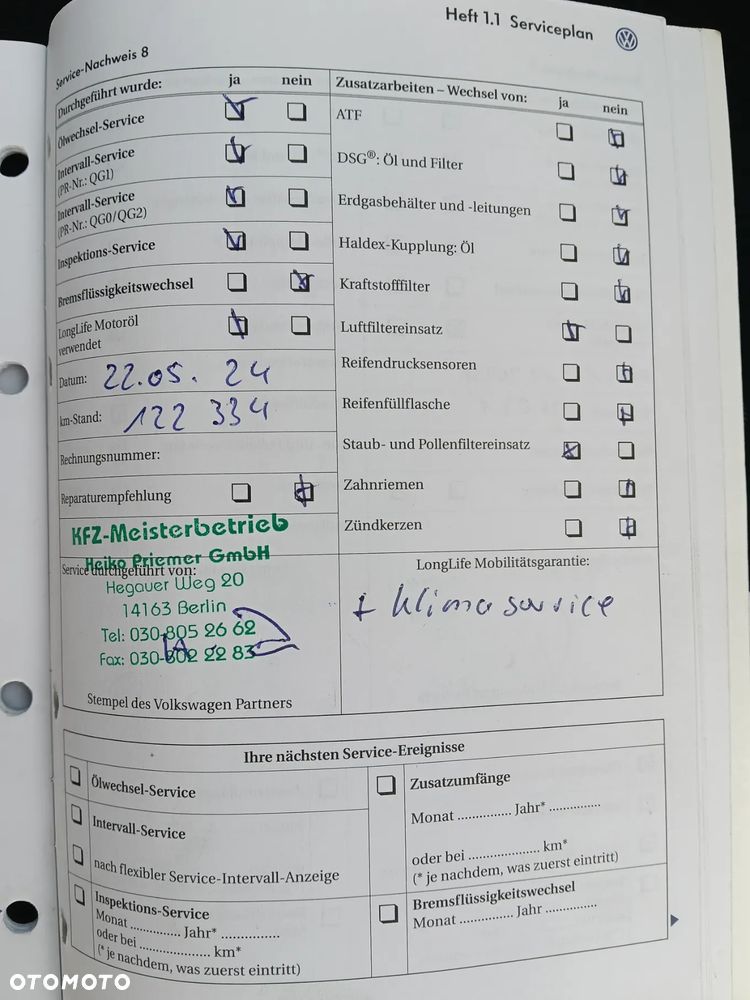 Heft 1.1 Serviceplan
Service-Nachweis 8
Durchgeführt wurde: ja nein
Ölwechsel-Service
Intervall-Service
(PR-Nr.: QG1)
Intervall-Service
(PR-Nr.: QG0/QG2)
Inspektions-Service
Bremsflüssigkeitswechsel
LongLife Motoröl
verwendet
Datum: 22.05. 24
km-Stand: 122 334
Rechnungsnummer:
Reparaturempfehlung
KFZ-Meisterbetrieb
Heiko Priemer GmbH
Service durchgeführt von:
Hegauer Weg 20
14163 Berlin
Tel: 030-805 26 62
Fax: 030-802 22 83
Stempel des Volkswagen Partners
Zusatzarbeiten – Wechsel von: ja nein
ATF
DSG®: Öl und Filter
Erdgasbehälter und -leitungen
Haldex-Kupplung: Öl
Kraftstofffilter
Luftfiltereinsatz
Reifendrucksensoren
Reifenfüllflasche
Staub- und Pollenfiltereinsatz
Zahnriemen
Zündkerzen
LongLife Mobilitätsgarantie:
+ Klimaservice
Ihre nächsten Service-Ereignisse
Ölwechsel-Service
Intervall-Service
nach flexibler Service-Intervall-Anzeige
Inspektions-Service
Monat .............. Jahr* ..............
oder bei .................... km*
(* je nachdem, was zuerst eintritt)
Zusatzumfänge
Monat .............. Jahr* ..............
oder bei .................... km*
(* je nachdem, was zuerst eintritt)
Bremsflüssigkeitswechsel
Monat .............. Jahr ..............
OTOMOTO